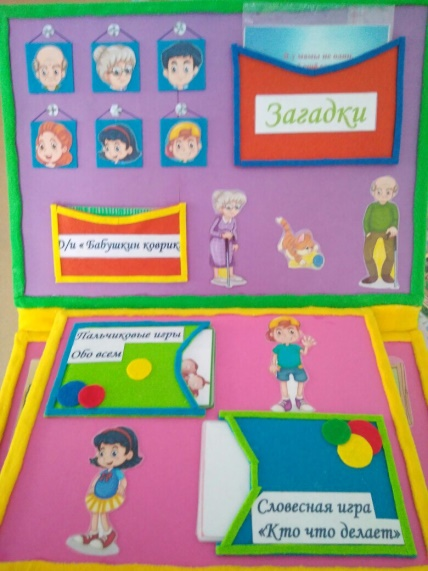 Загадки
Д/и « Бабушкин коврик
Пальчиковые игры
Обо всем
Словесная игра
«Кто что делает»